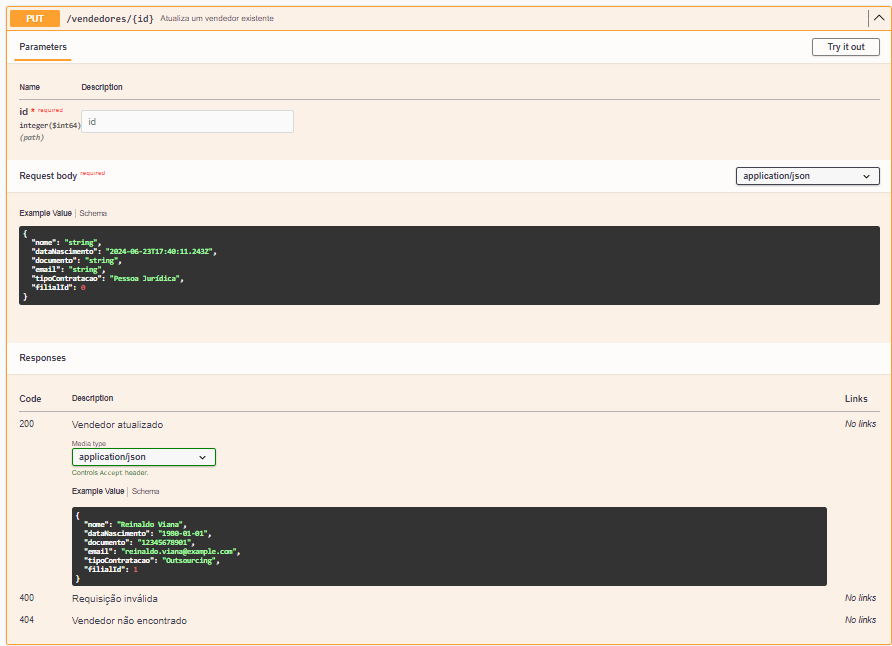 PUT /vendedores/{id} Atualiza um vendedor existente
Parameters Try it out
Name Description
id * required
integer($int64)
(path)
id
Request body required application/json
Example Value | Schema
{
"nome": "string",
"dataNascimento": "2024-06-23T17:40:11.243Z",
"documento": "string",
"email": "string",
"tipoContratacao": "Pessoa Jurídica",
"filialId": 0
}
Responses
Code Description Links
200 Vendedor atualizado No links
Media type
application/json
Controls Accept header.
Example Value | Schema
{
"nome": "Reinaldo Viana",
"dataNascimento": "1980-01-01",
"documento": "12345678901",
"email": "reinaldo.viana@example.com",
"tipoContratacao": "Outsourcing",
"filialId": 1
}
400 Requisição inválida No links
404 Vendedor não encontrado No links